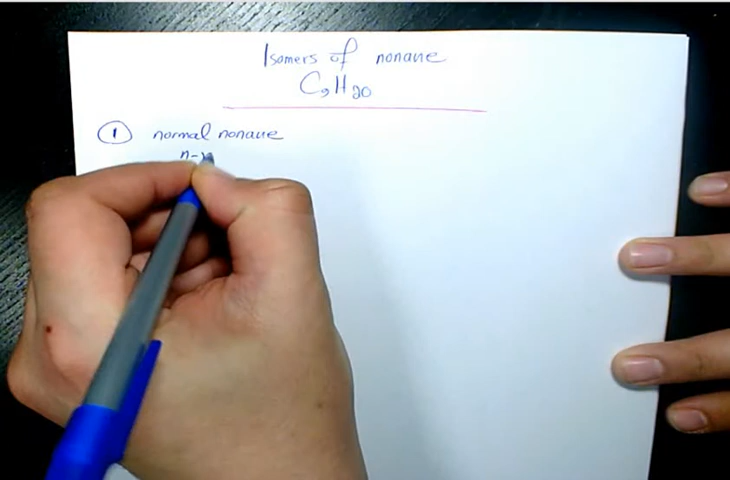 Isomers of nonane
C₉H₂₀
① normal nonane
n-